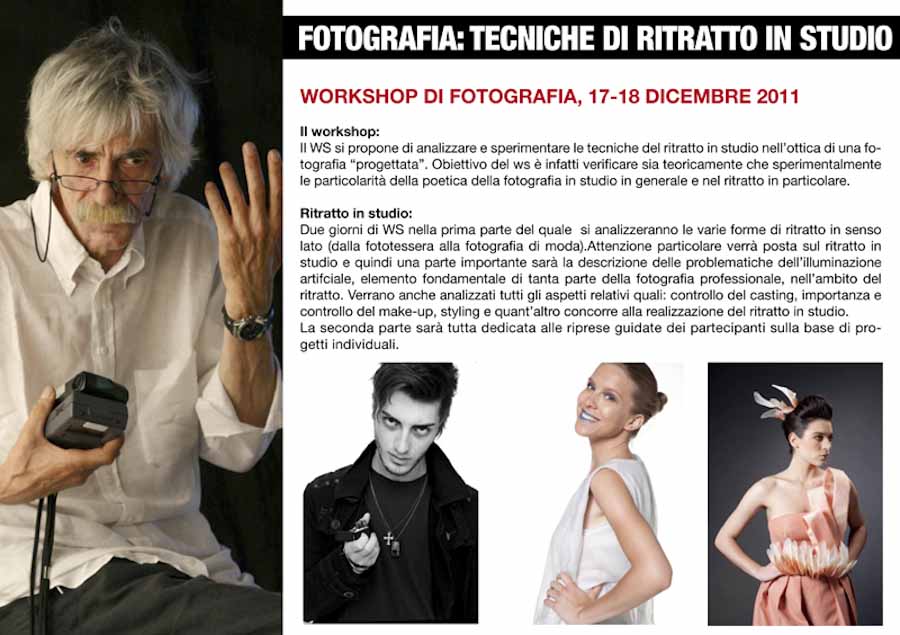 FOTOGRAFIA: TECNICHE DI RITRATTO IN STUDIO
WORKSHOP DI FOTOGRAFIA, 17-18 DICEMBRE 2011
Il workshop:
Il WS si propone di analizzare e sperimentare le tecniche del ritratto in studio nell'ottica di una fo-
tografia “progettata”. Obiettivo del ws è infatti verificare sia teoricamente che sperimentalmente
le particolarità della poetica della fotografia in studio in generale e nel ritratto in particolare.
Ritratto in studio:
Due giorni di WS nella prima parte del quale si analizzeranno le varie forme di ritratto in senso
lato (dalla fototessera alla fotografia di moda).Attenzione particolare verrà posta sul ritratto in
studio e quindi una parte importante sarà la descrizione delle problematiche dell'illuminazione
artifciale, elemento fondamentale di tanta parte della fotografia professionale, nell'ambito del
ritratto. Verrano anche analizzati tutti gli aspetti relativi quali: controllo del casting, importanza e
controllo del make-up, styling e quant'altro concorre alla realizzazione del ritratto in studio.
La seconda parte sarà tutta dedicata alle riprese guidate dei partecipanti sulla base di pro-
getti individuali.